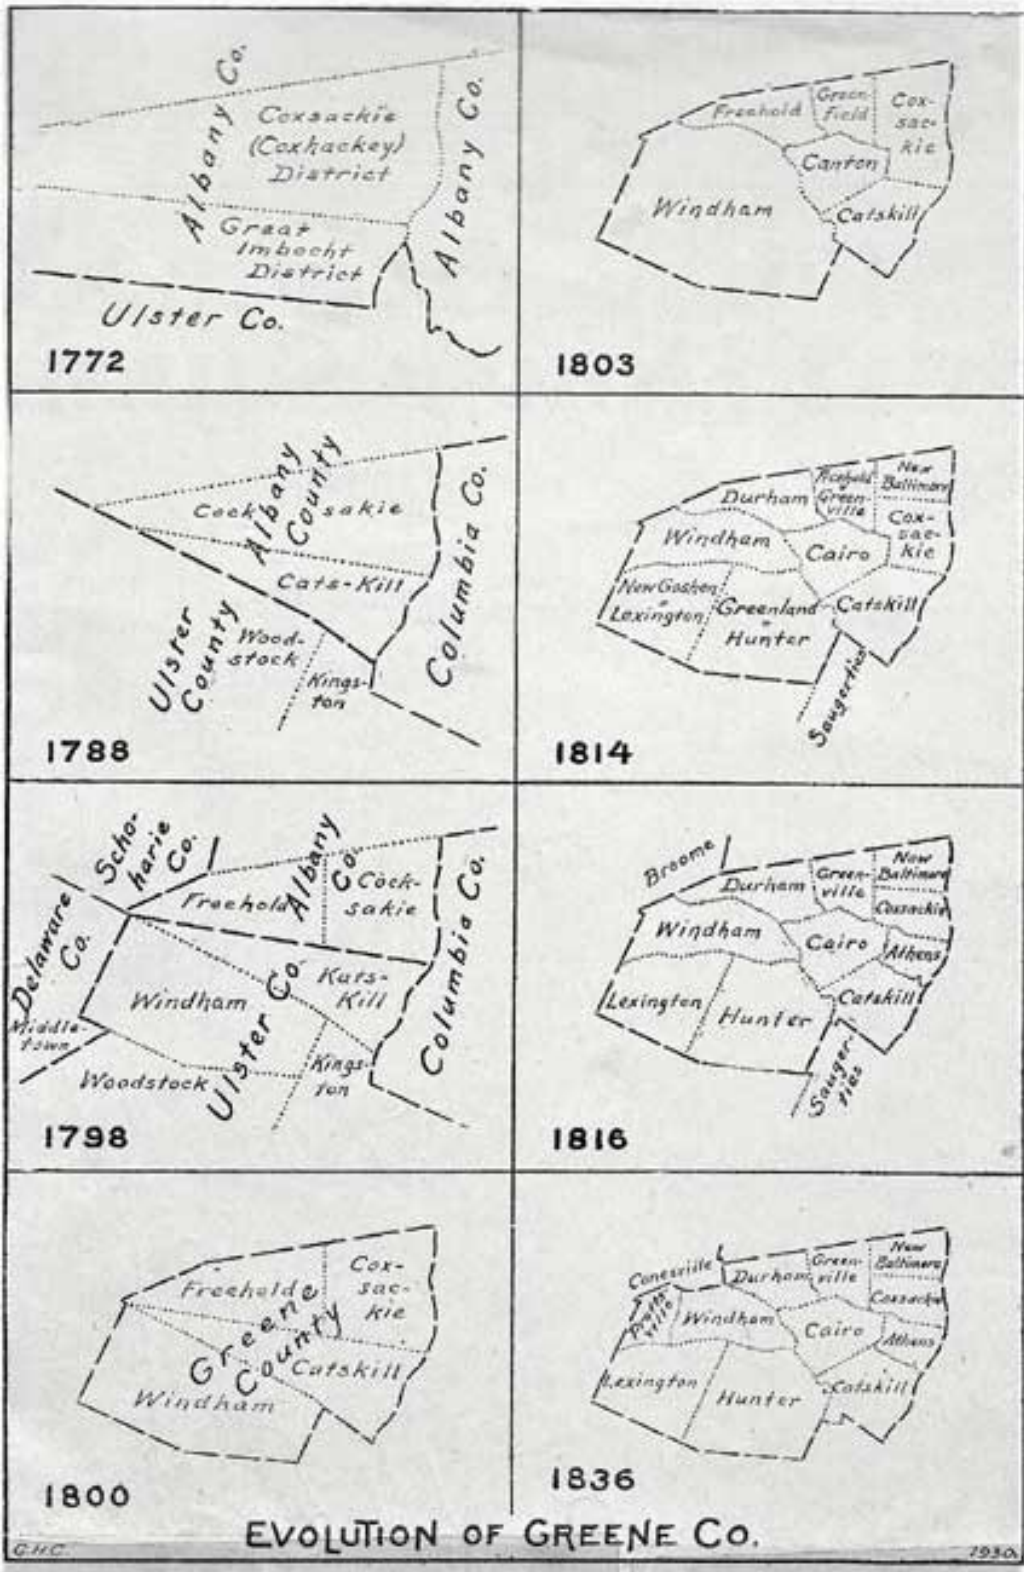 Albany Co.
Coxsackie
(Coxhackey)
District
Albany Co.
Great
Imbocht
District
Ulster Co.
1772
Freehold
Green-
field
Cox-
sac-
kie
Canton
Windham
Catskill
1803
Albany
County
Cock sakie
Cats-Kill
Columbia Co.
Ulster
County
Wood-
stock
Kings-
ton
1788
Durham
Freehold
Green-
ville
New
Baltimore
Cox-
sac-
kie
Windham
Cairo
New Goshen
Lexington
Greenland
Hunter
Catskill
Saugerties
1814
Scho-
harie
Co.
Albany
Co.
Freehold
Cock-
sakie
Delaware
Co.
Columbia Co.
Windham
Kats-
Kill
Ulster Co.
Middle-
town
Woodstock
Kings-
ton
1798
Broome
Durham
Green-
ville
New
Baltimore
Coxsackie
Windham
Cairo
Athens
Lexington
Hunter
Catskill
Sauger-
ties
1816
Freehold
Cox-
sac-
kie
Greene
County
Catskill
Windham
1800
Conesville
Durham
Green-
ville
New
Baltimore
Coxsackie
Pratts-
ville
Windham
Cairo
Athens
Lexington
Hunter
Catskill
1836
EVOLUTION OF GREENE CO.
G.H.C.
1930.